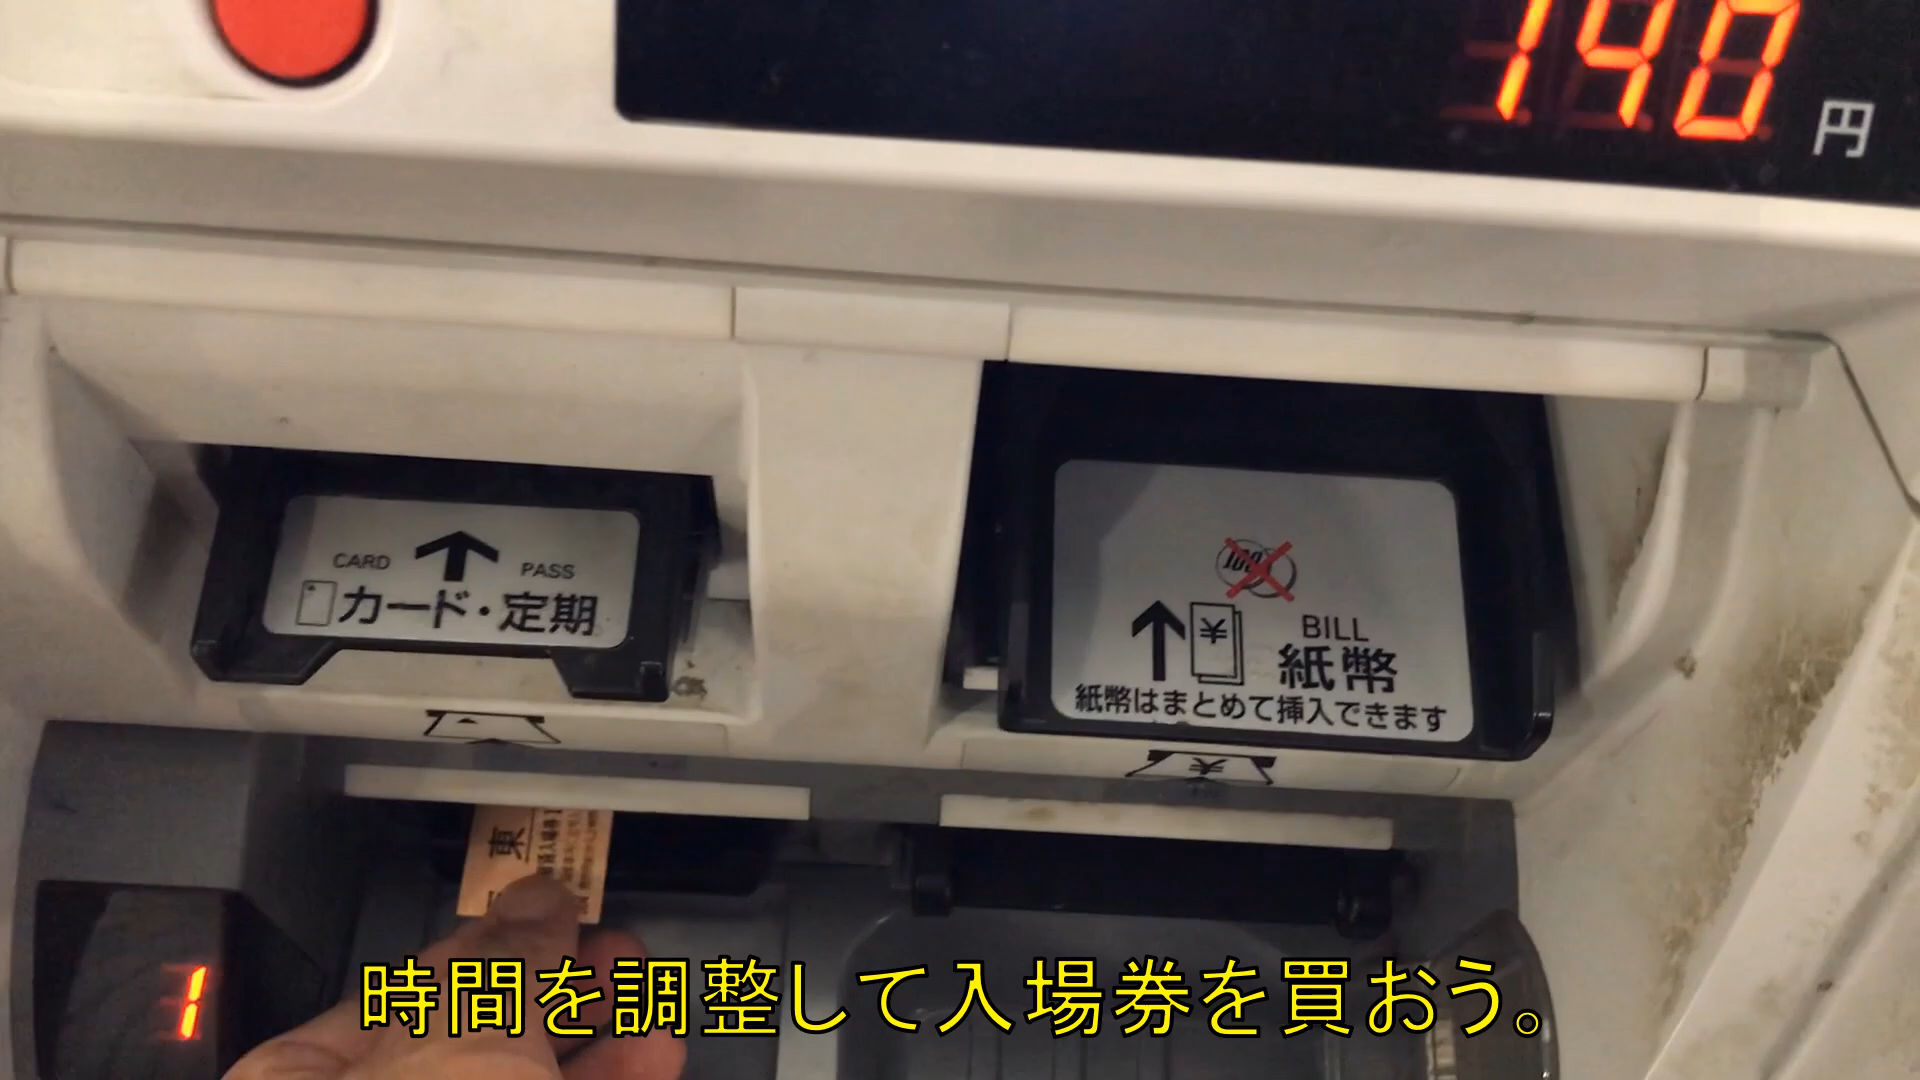 140
円
CARD
PASS
カード・定期
100
BILL
紙幣
紙幣はまとめて挿入できます
¥
東
1
時間を調整して入場券を買おう。